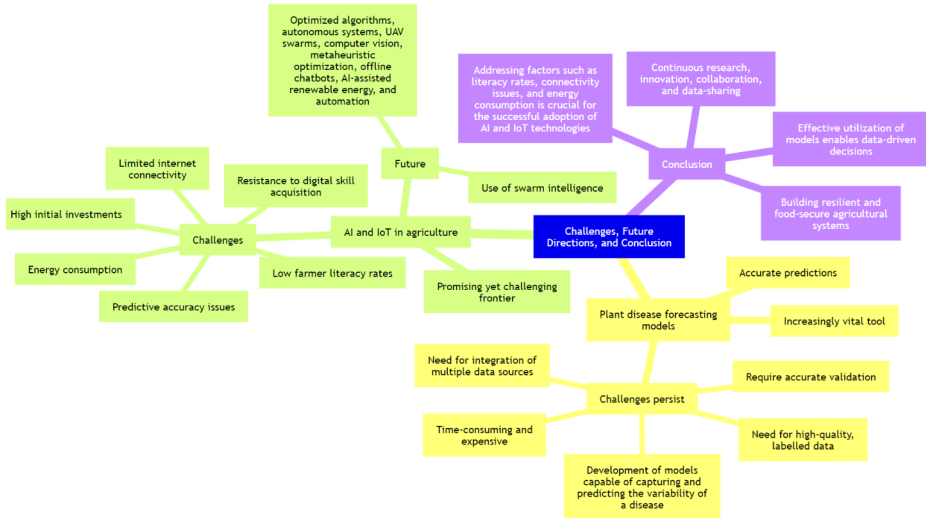 Optimized algorithms,
autonomous systems, UAV
swarms, computer vision,
metaheuristic
optimization, offline
chatbots, AI-assisted
renewable energy, and
automation
Addressing factors such as
literacy rates, connectivity
issues, and energy
consumption is crucial for
the successful adoption of
AI and IoT technologies
Continuous research,
innovation, collaboration,
and data-sharing
Effective utilization of
models enables data-driven
decisions
Future
Conclusion
Limited internet
connectivity
Resistance to digital skill
acquisition
Use of swarm intelligence
Building resilient and
food-secure agricultural
systems
High initial investments
Challenges
AI and IoT in agriculture
Challenges, Future
Directions, and Conclusion
Energy consumption
Low farmer literacy rates
Predictive accuracy issues
Promising yet challenging
frontier
Accurate predictions
Plant disease forecasting
models
Increasingly vital tool
Need for integration of
multiple data sources
Require accurate validation
Challenges persist
Time-consuming and
expensive
Need for high-quality,
labelled data
Development of models
capable of capturing and
predicting the variability of
a disease